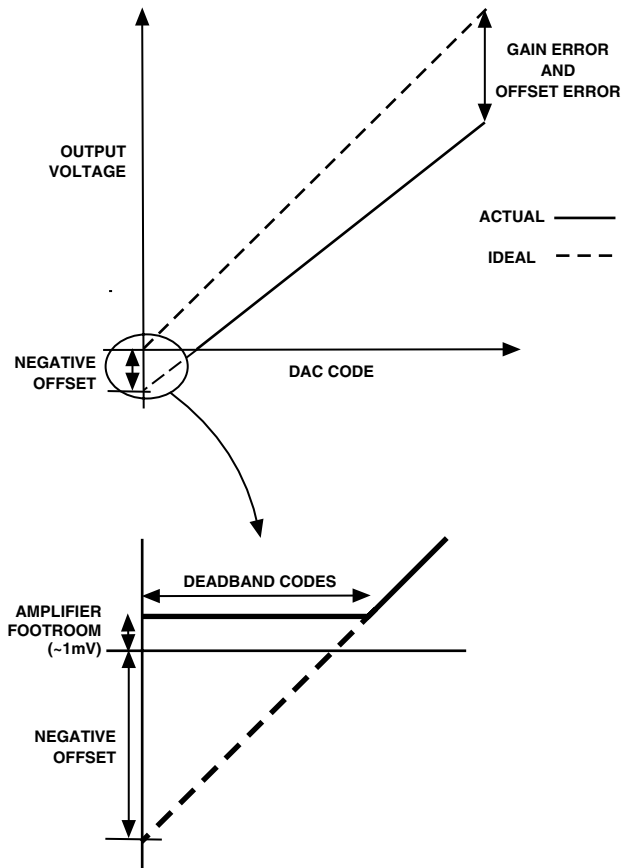 GAIN ERROR
AND
OFFSET ERROR
OUTPUT
VOLTAGE
ACTUAL
IDEAL
NEGATIVE
OFFSET
DAC CODE
DEADBAND CODES
AMPLIFIER
FOOTROOM
(~1mV)
NEGATIVE
OFFSET